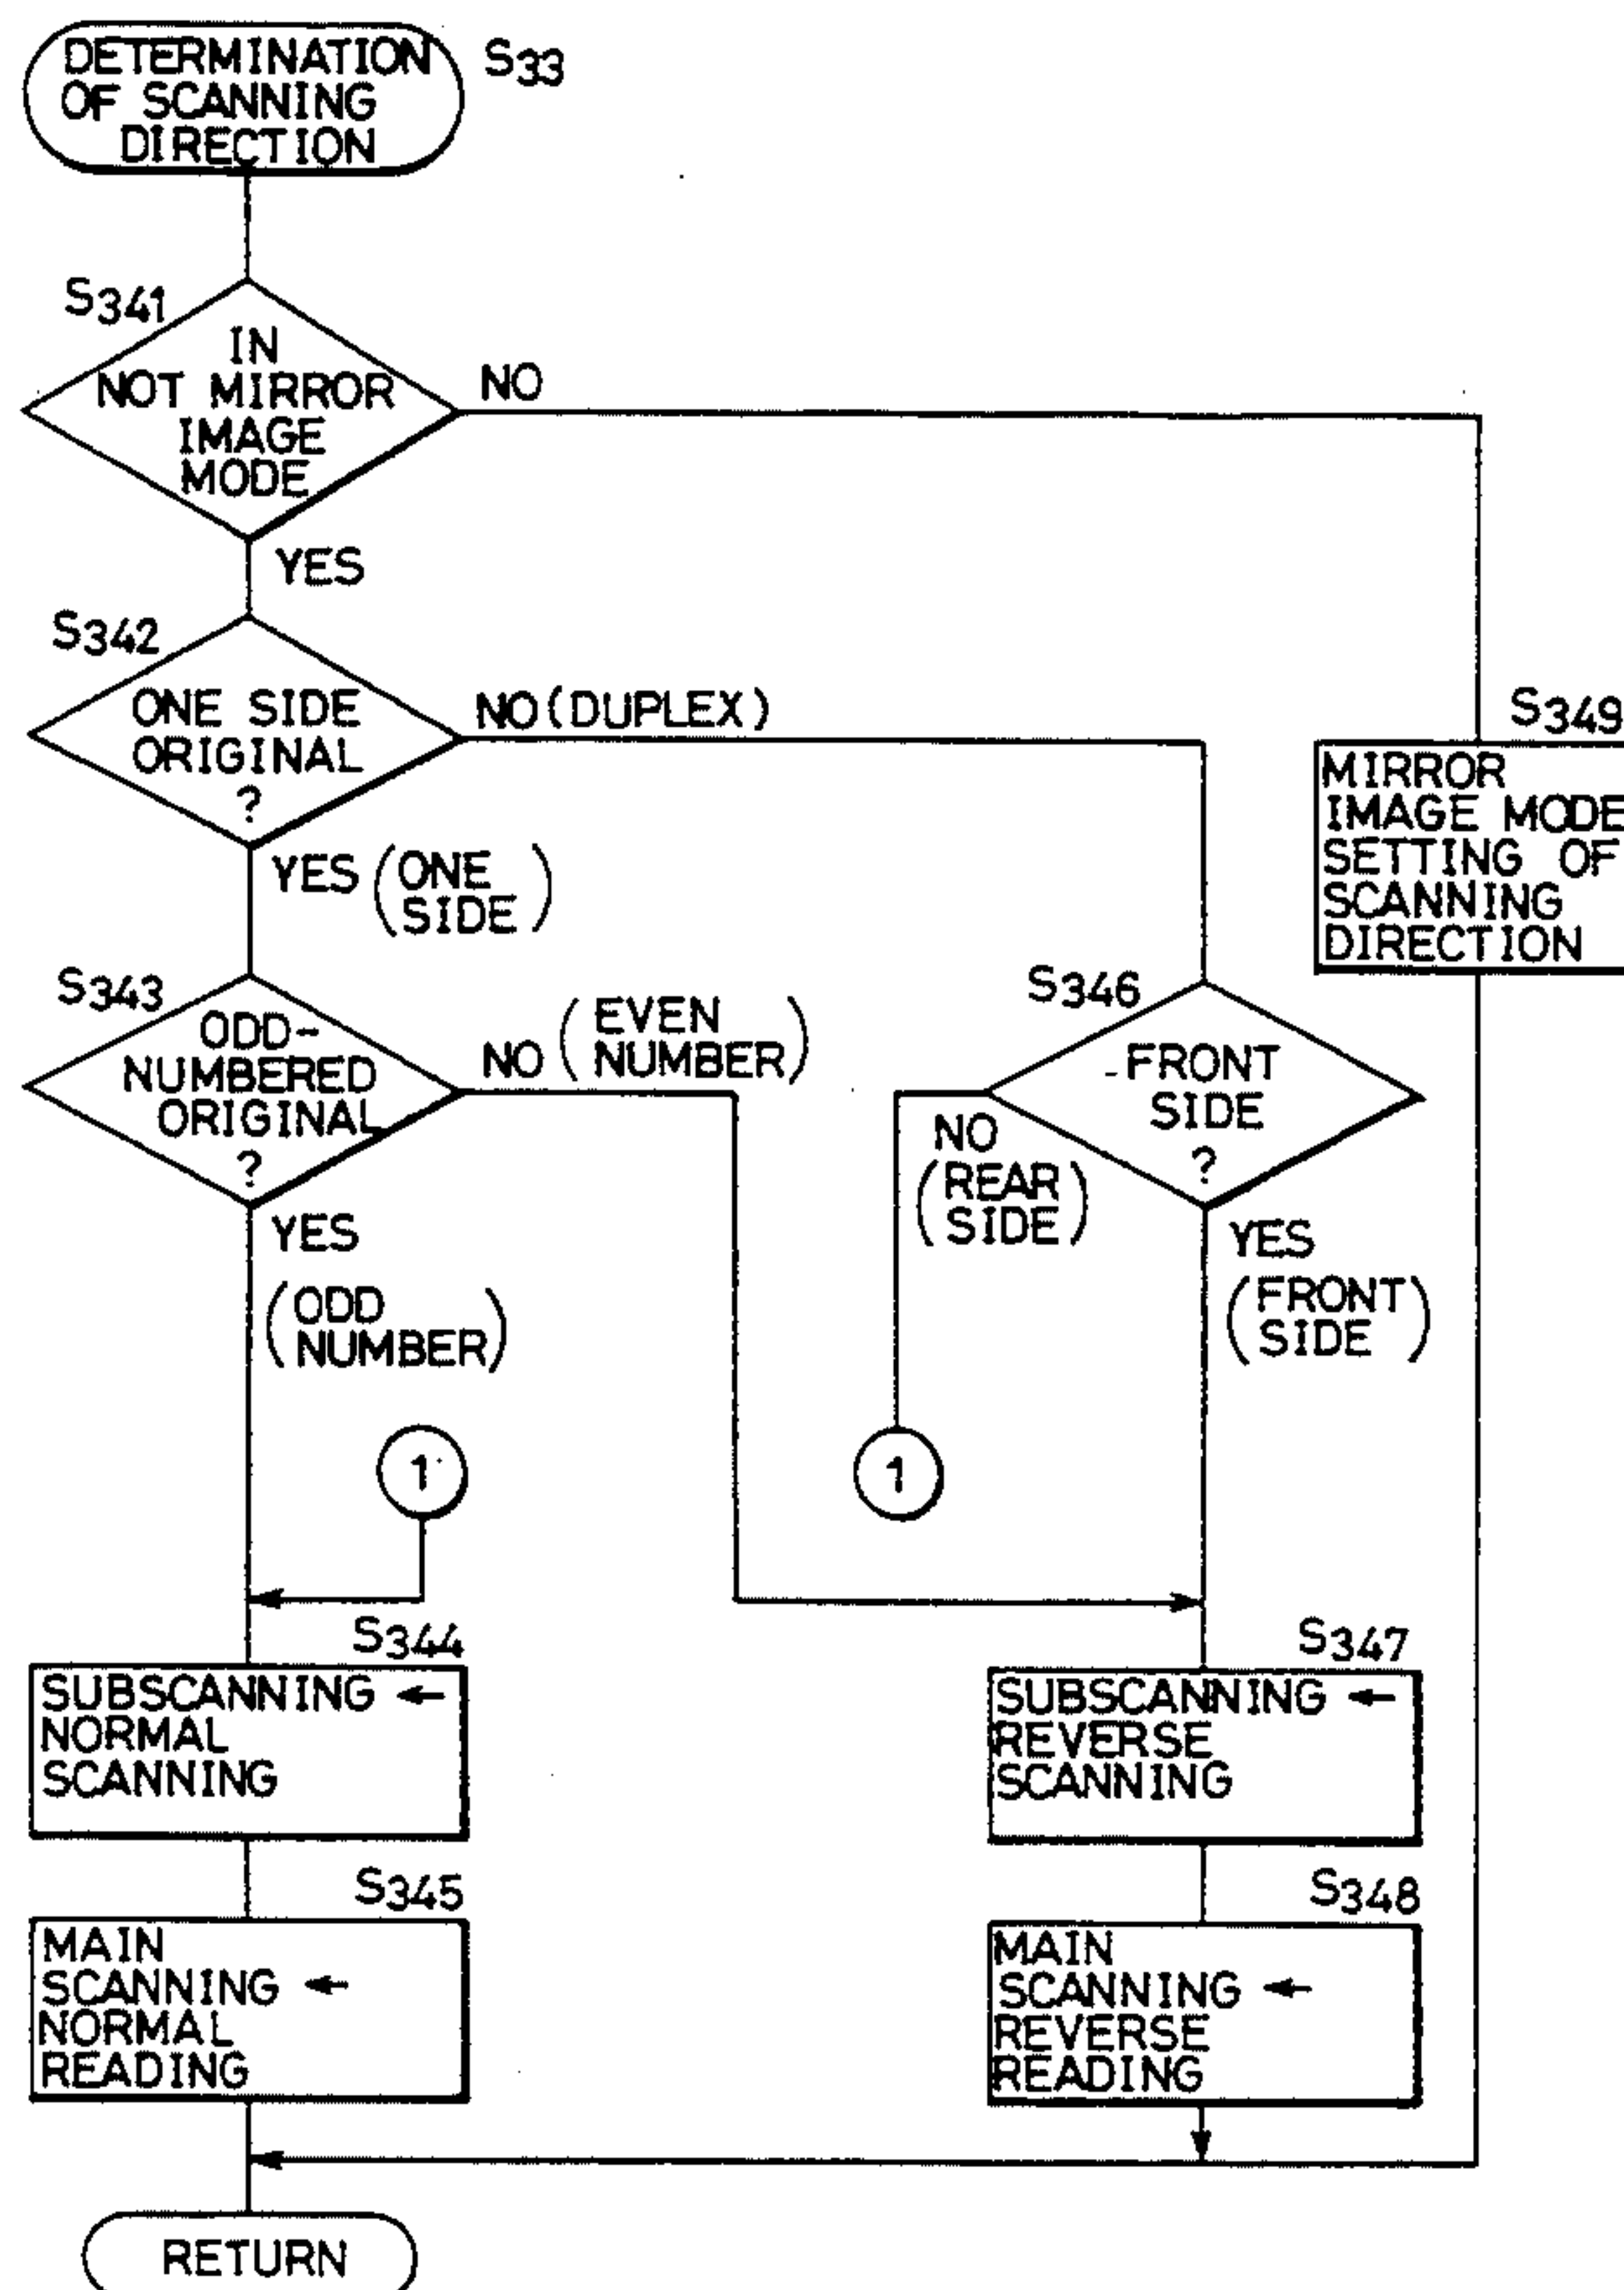 DETERMINATION
OF SCANNING
DIRECTION
S33
S341
IN
NOT MIRROR
IMAGE
MODE
NO
YES
S342
ONE SIDE
ORIGINAL
?
NO (DUPLEX)
YES (ONE
SIDE)
S349
MIRROR
IMAGE MODE
SETTING OF
SCANNING
DIRECTION
S343
ODD-
NUMBERED
ORIGINAL
?
NO (EVEN
NUMBER)
YES
(ODD
NUMBER)
S346
FRONT
SIDE
?
NO
(REAR
SIDE)
YES
(FRONT
SIDE)
1
1
S344
SUBSCANNING ←
NORMAL
SCANNING
S347
SUBSCANNING ←
REVERSE
SCANNING
S345
MAIN
SCANNING ←
NORMAL
READING
S348
MAIN
SCANNING ←
REVERSE
READING
RETURN